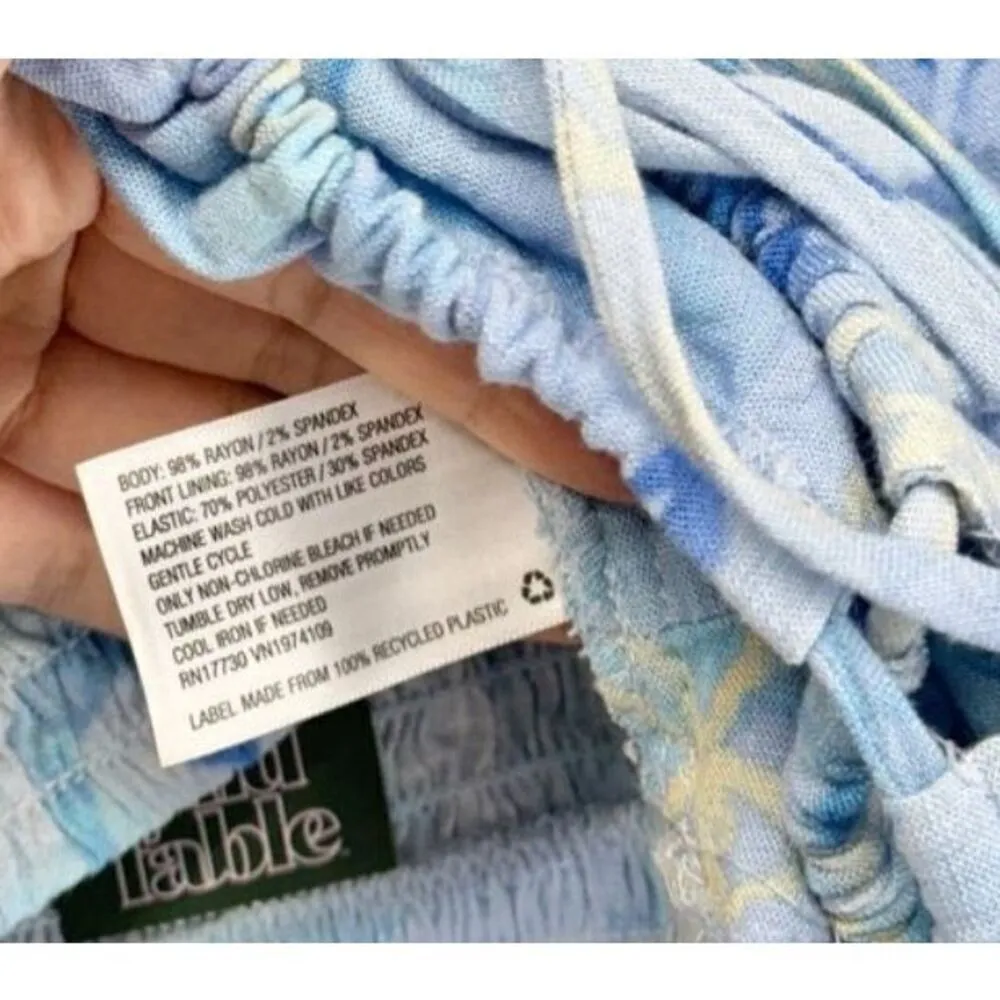 BODY: 98% RAYON / 2% SPANDEX
FRONT LINING: 98% RAYON / 2% SPANDEX
ELASTIC: 70% POLYESTER / 30% SPANDEX
MACHINE WASH COLD WITH LIKE COLORS
GENTLE CYCLE
ONLY NON-CHLORINE BLEACH IF NEEDED
TUMBLE DRY LOW, REMOVE PROMPTLY
COOL IRON IF NEEDED
RN17730 VN1974109
LABEL MADE FROM 100% RECYCLED PLASTIC
fable